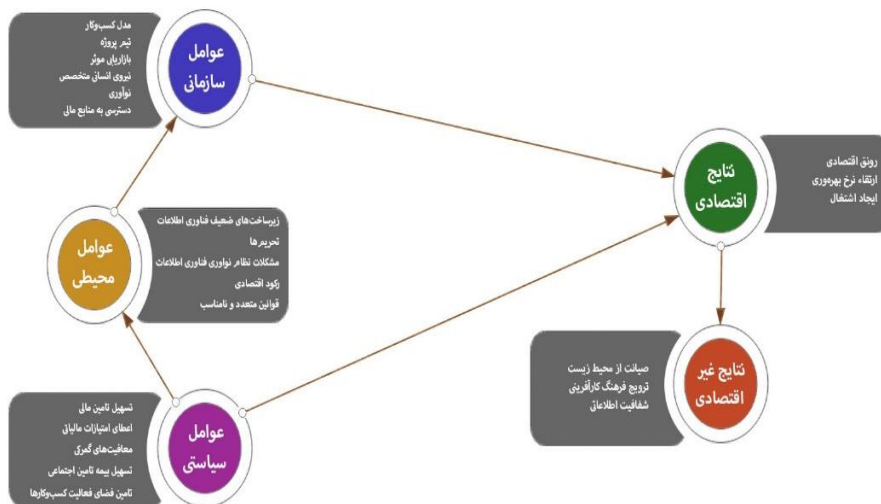 مدل کسب‌وکار
تیم پروژه
بازاریابی موثر
نیروی انسانی متخصص
نوآوری
دسترسی به منابع مالی
عوامل
سازمانی
نتایج
اقتصادی
رونق اقتصادی
ارتقاء نرخ بهره‌وری
ایجاد اشتغال
عوامل
محیطی
زیرساخت‌های ضعیف فناوری اطلاعات
تحریم‌ها
مشکلات نظام نوآوری فناوری اطلاعات
رکود اقتصادی
قوانین متعدد و نامناسب
نتایج غیر
اقتصادی
صیانت از محیط زیست
ترویج فرهنگ کارآفرینی
شفافیت اطلاعاتی
عوامل
سیاستی
تسهیل تامین مالی
اعطای امتیازات مالیاتی
معافیت‌های گمرکی
تسهیل بیمه تامین اجتماعی
تامین فضای فعالیت کسب‌وکارها